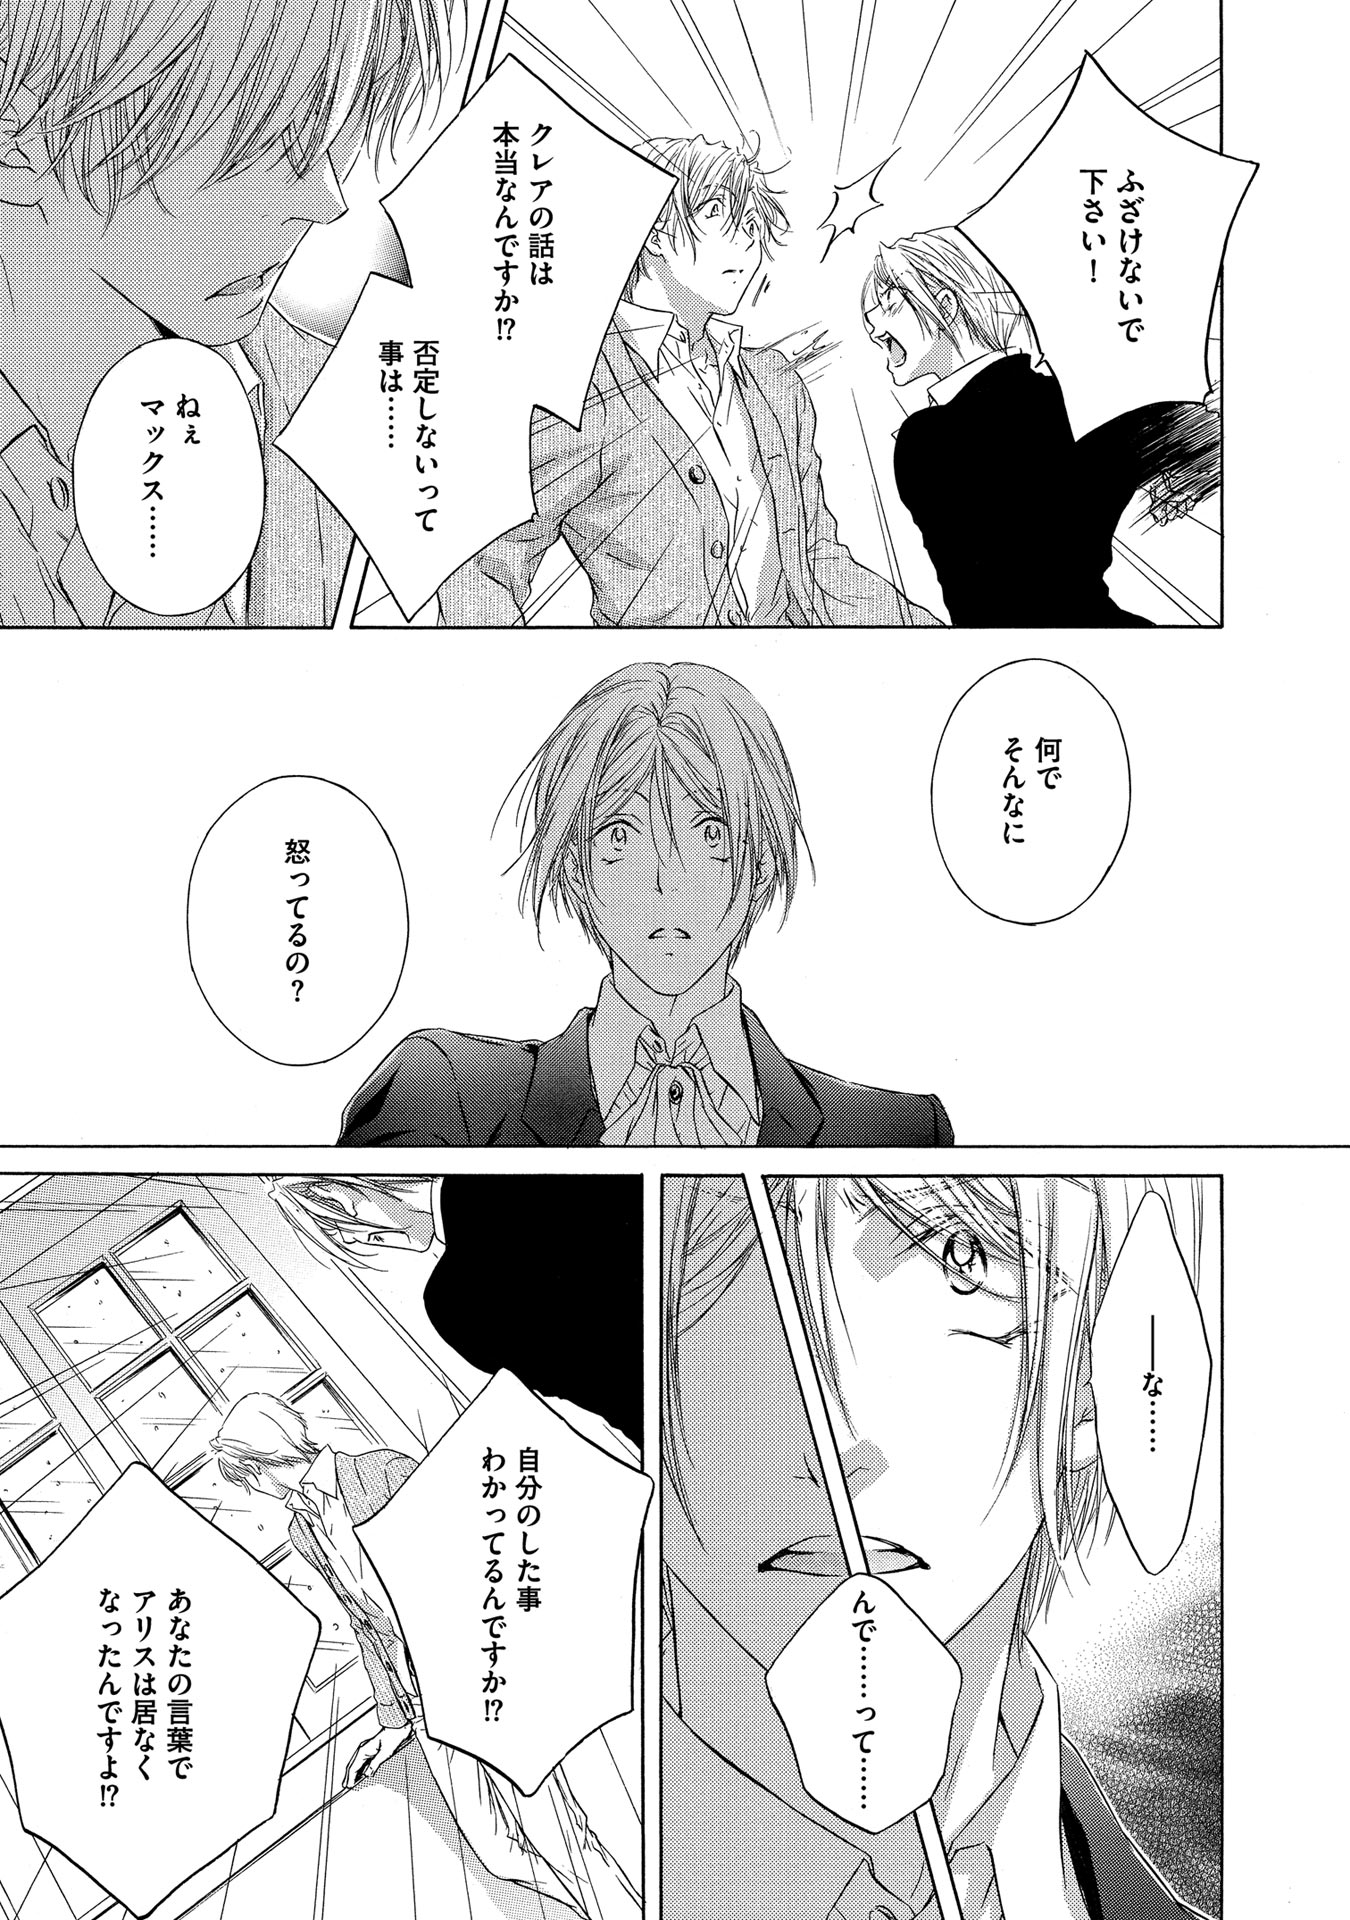 ふざけないで
下さい!
クレアの話は
本当なんですか!?
否定しないって
事は……
ねぇ
マックス……
何で
そんなに
怒ってるの?
――な……
んで……って……
自分のした事
わかってるんですか!?
あなたの言葉で
アリスは居なく
なったんですよ!?